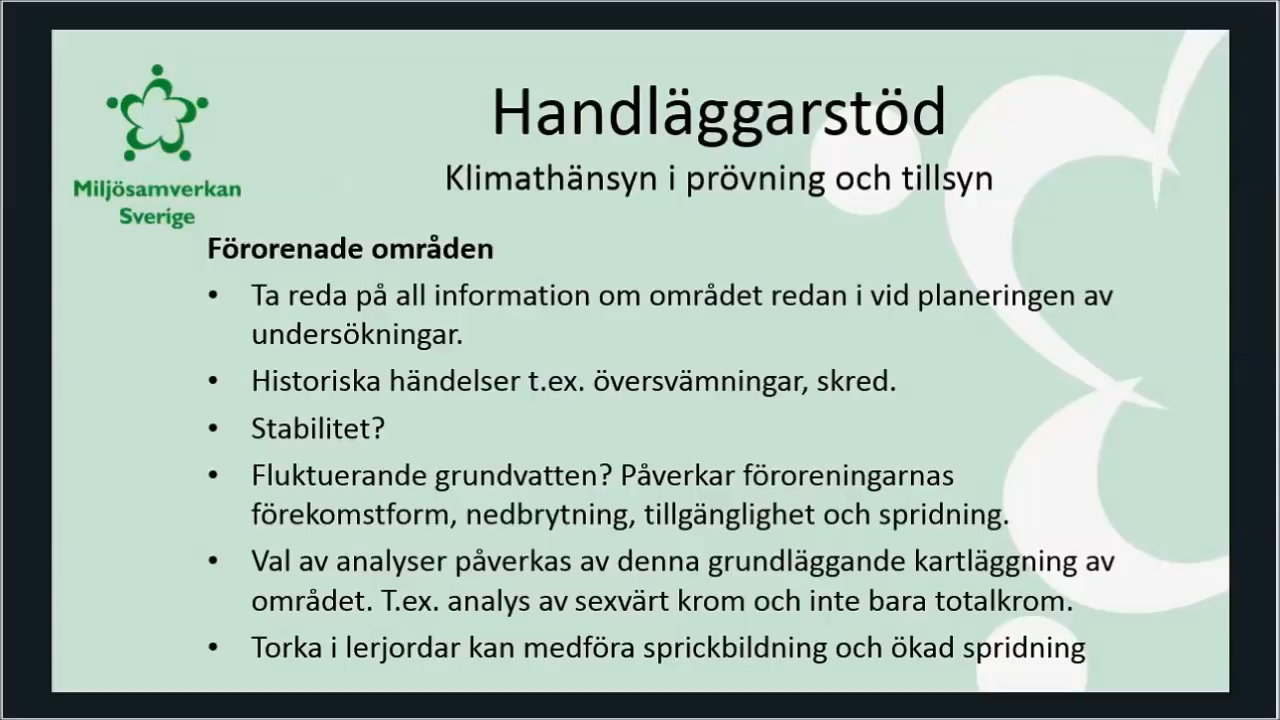 Miljösamverkan
Sverige
Handläggarstöd
Klimathänsyn i prövning och tillsyn
Förorenade områden
• Ta reda på all information om området redan i vid planeringen av
undersökningar.
• Historiska händelser t.ex. översvämningar, skred.
• Stabilitet?
• Fluktuerande grundvatten? Påverkar föroreningarnas
förekomstform, nedbrytning, tillgänglighet och spridning.
• Val av analyser påverkas av denna grundläggande kartläggning av
området. T.ex. analys av sexvärt krom och inte bara totalkrom.
• Torka i lerjordar kan medföra sprickbildning och ökad spridning